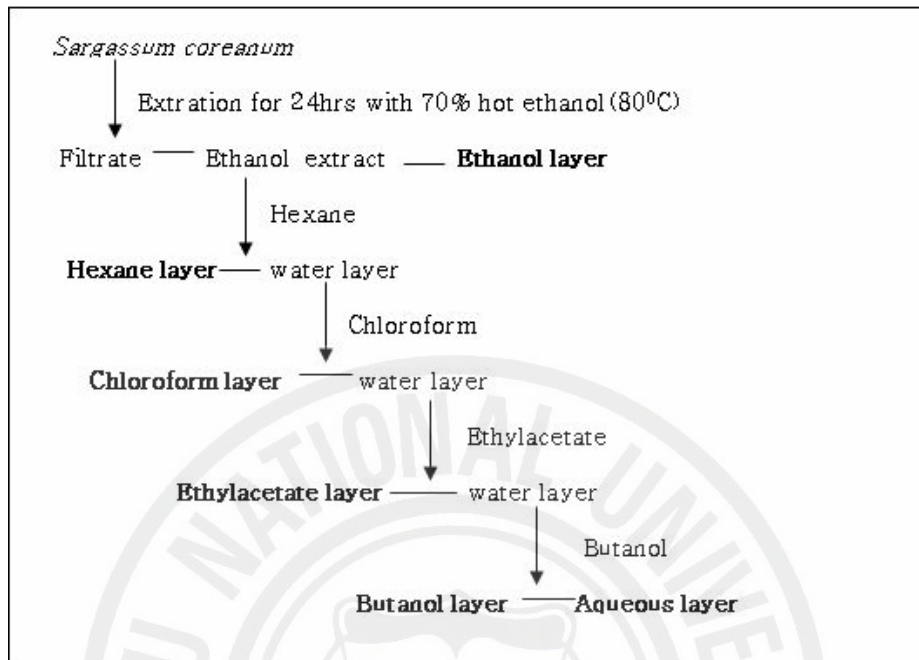 Sargassum coreanum
Extration for 24hrs with 70% hot ethanol (80⁰C)
Filtrate — Ethanol extract — Ethanol layer
Hexane
Hexane layer — water layer
Chloroform
Chloroform layer — water layer
Ethylacetate
Ethylacetate layer — water layer
Butanol
Butanol layer — Aqueous layer
NATIONAL